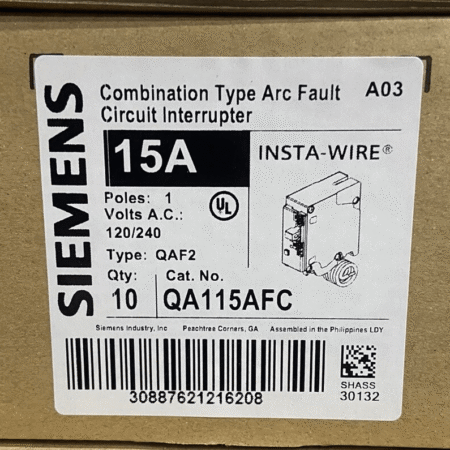 SIEMENS
Combination Type Arc Fault
Circuit Interrupter
A03
15A
INSTA-WIRE®
Poles: 1
Volts A.C.:
120/240
UL
Type: QAF2
Qty: Cat. No.
10 QA115AFC
Siemens Industry, Inc Peachtree Corners, GA Assembled in the Philippines LDY
30887621216208
SHASS
30132